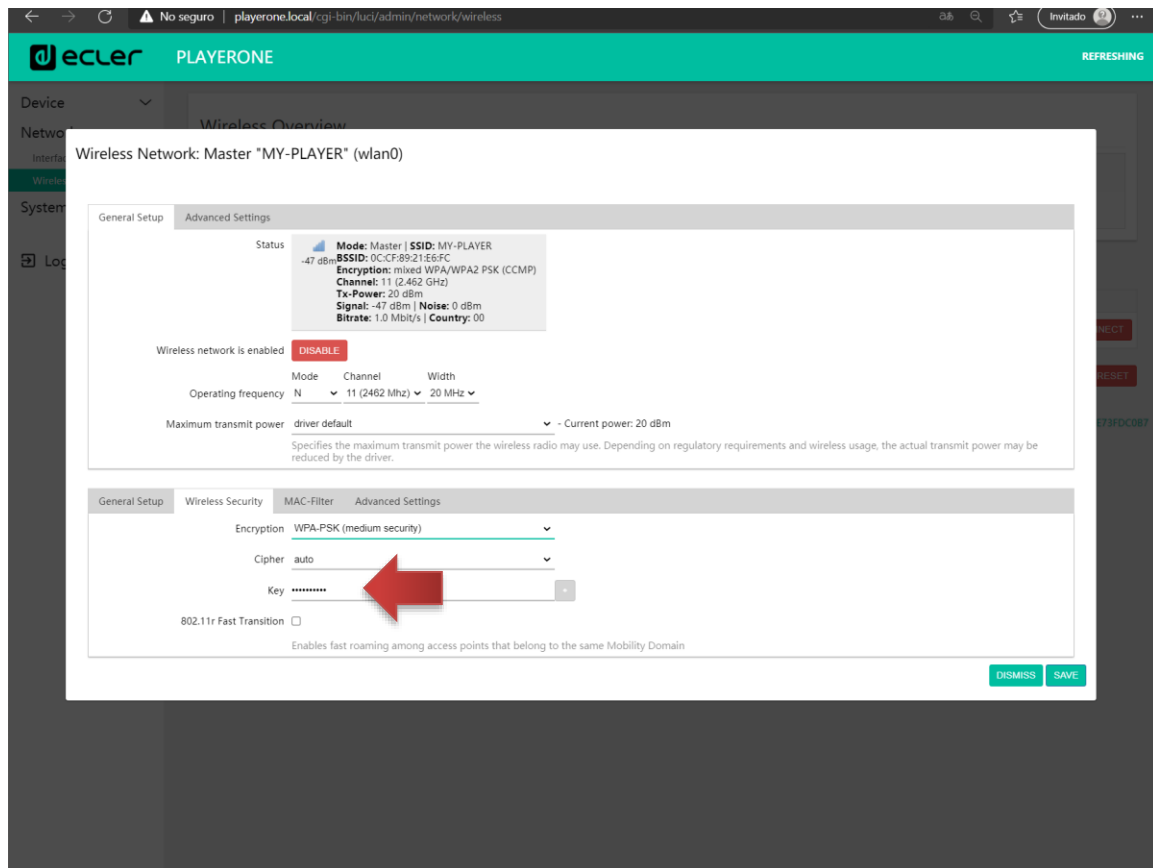 No seguro | playerone.local/cgi-bin/luci/admin/network/wireless
Invitado
ecler PLAYERONE REFRESHING
Device
Wireless Overview
Netwo
Interfac
Wireles
System
Log
Wireless Network: Master "MY-PLAYER" (wlan0)
General Setup Advanced Settings
Status
-47 dBm
Mode: Master | SSID: MY-PLAYER
BSSID: 0C:CF:89:21:E6:FC
Encryption: mixed WPA/WPA2 PSK (CCMP)
Channel: 11 (2.462 GHz)
Tx-Power: 20 dBm
Signal: -47 dBm | Noise: 0 dBm
Bitrate: 1.0 Mbit/s | Country: 00
NECT
Wireless network is enabled DISABLE
Mode Channel Width
RESET
Operating frequency N 11 (2462 Mhz) 20 MHz
Maximum transmit power driver default - Current power: 20 dBm
E73FDC0B7
Specifies the maximum transmit power the wireless radio may use. Depending on regulatory requirements and wireless usage, the actual transmit power may be
reduced by the driver.
General Setup Wireless Security MAC-Filter Advanced Settings
Encryption WPA-PSK (medium security)
Cipher auto
Key ••••••••••
802.11r Fast Transition
Enables fast roaming among access points that belong to the same Mobility Domain
DISMISS SAVE